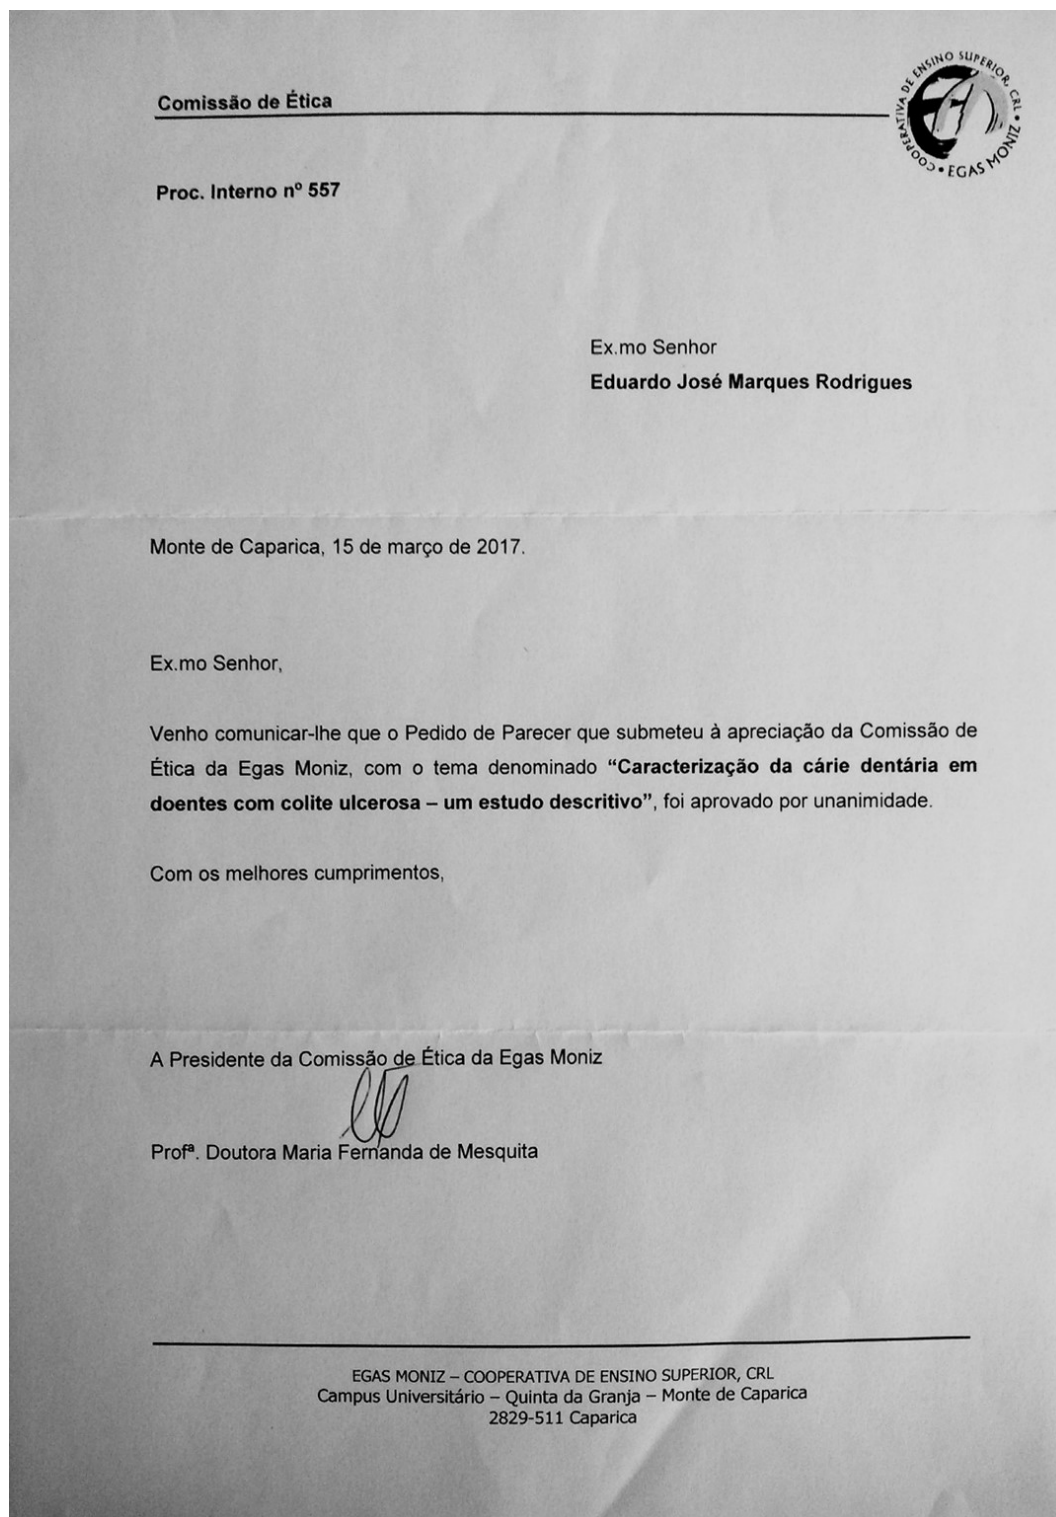 Comissão de Ética
COOPERATIVA DE ENSINO SUPERIOR, CRL • EGAS MONIZ •
Proc. Interno nº 557
Ex.mo Senhor
Eduardo José Marques Rodrigues
Monte de Caparica, 15 de março de 2017.
Ex.mo Senhor,
Venho comunicar-lhe que o Pedido de Parecer que submeteu à apreciação da Comissão de
Ética da Egas Moniz, com o tema denominado “Caracterização da cárie dentária em
doentes com colite ulcerosa – um estudo descritivo”, foi aprovado por unanimidade.
Com os melhores cumprimentos,
A Presidente da Comissão de Ética da Egas Moniz
Profª. Doutora Maria Fernanda de Mesquita
EGAS MONIZ – COOPERATIVA DE ENSINO SUPERIOR, CRL
Campus Universitário – Quinta da Granja – Monte de Caparica
2829-511 Caparica